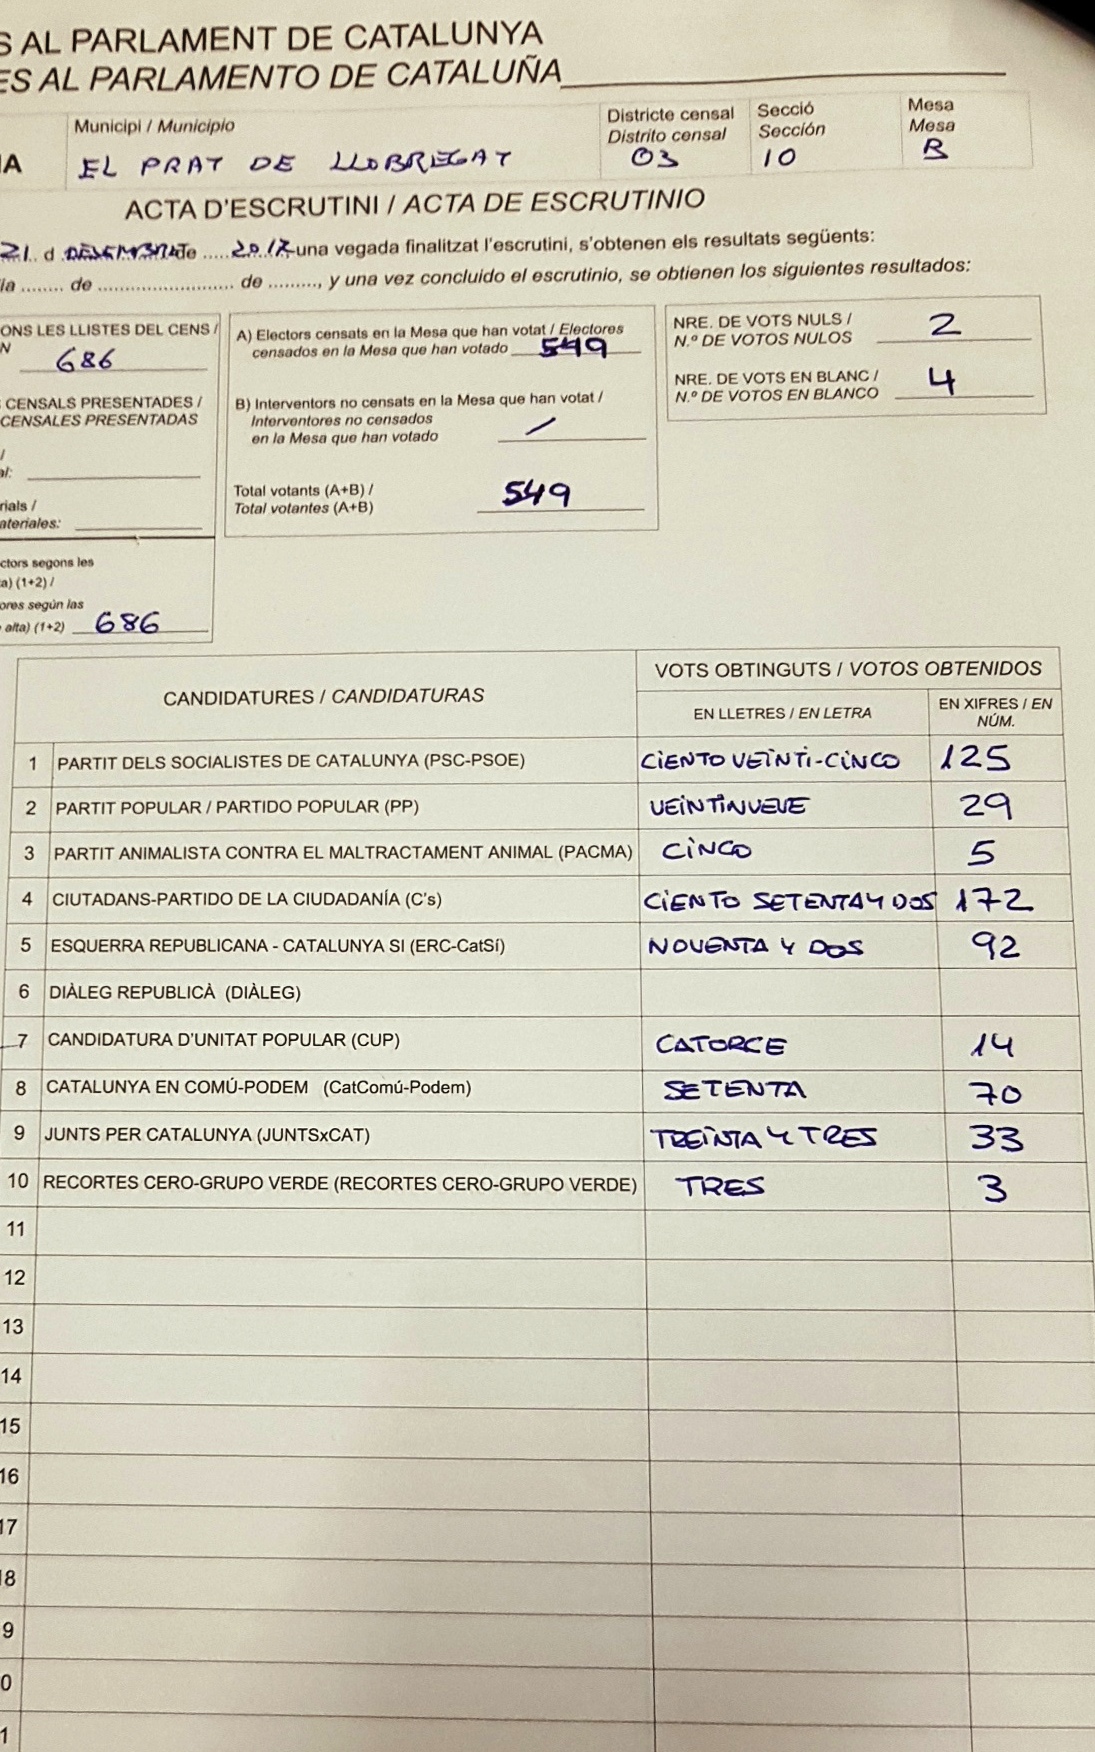 S AL PARLAMENT DE CATALUNYA
ES AL PARLAMENTO DE CATALUÑA
Municipi / Municipio
Districte censal
Distrito censal
Secció
Sección
Mesa
Mesa
IA
EL PRAT DE LLOBREGAT
03
10
B
ACTA D'ESCRUTINI / ACTA DE ESCRUTINIO
21 d DESEMBRE de ..... 2017 una vegada finalitzat l'escrutini, s'obtenen els resultats següents:
ía ........ de .......................... de ........., y una vez concluido el escrutinio, se obtienen los siguientes resultados:
ONS LES LLISTES DEL CENS /
N 686
CENSALS PRESENTADES /
CENSALES PRESENTADAS
/
al:
rials /
ateriales:
ctors segons les
a) (1+2) /
ores según las
alta) (1+2) 686
A) Electors censats en la Mesa que han votat / Electores
censados en la Mesa que han votado 549
B) Interventors no censats en la Mesa que han votat /
Interventores no censados
en la Mesa que han votado /
Total votants (A+B) /
Total votantes (A+B) 549
NRE. DE VOTS NULS /
N.º DE VOTOS NULOS 2
NRE. DE VOTS EN BLANC /
N.º DE VOTOS EN BLANCO 4
CANDIDATURES / CANDIDATURAS
VOTS OBTINGUTS / VOTOS OBTENIDOS
EN LLETRES / EN LETRA
EN XIFRES / EN
NÚM.
1 PARTIT DELS SOCIALISTES DE CATALUNYA (PSC-PSOE) CIENTO VEINTI-CINCO 125
2 PARTIT POPULAR / PARTIDO POPULAR (PP) VEINTINUEVE 29
3 PARTIT ANIMALISTA CONTRA EL MALTRACTAMENT ANIMAL (PACMA) CINCO 5
4 CIUTADANS-PARTIDO DE LA CIUDADANÍA (C's) CIENTO SETENTA Y DOS 172
5 ESQUERRA REPUBLICANA - CATALUNYA SI (ERC-CatSí) NOVENTA Y DOS 92
6 DIÀLEG REPUBLICÀ (DIÀLEG)
7 CANDIDATURA D'UNITAT POPULAR (CUP) CATORCE 14
8 CATALUNYA EN COMÚ-PODEM (CatComú-Podem) SETENTA 70
9 JUNTS PER CATALUNYA (JUNTSxCAT) TREINTA Y TRES 33
10 RECORTES CERO-GRUPO VERDE (RECORTES CERO-GRUPO VERDE) TRES 3
11
12
13
14
15
16
17
18
9
0
1